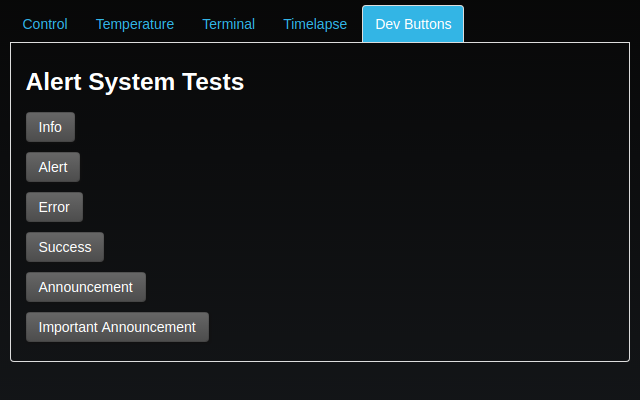 Control Temperature Terminal Timelapse Dev Buttons
Alert System Tests
Info
Alert
Error
Success
Announcement
Important Announcement